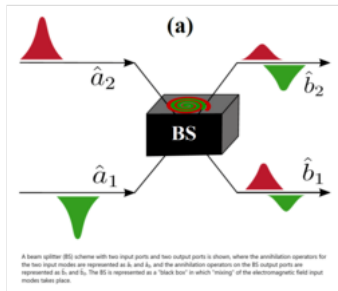 (a)
â₂
b̂₂
BS
â₁
b̂₁
A beam splitter (BS) scheme with two input ports and two output ports is shown, where the annihilation operators for
the two input modes are represented as â₁ and â₂, and the annihilation operators on the BS output ports are
represented as b̂₁ and b̂₂. The BS is represented as a "black box" in which "mixing" of the electromagnetic field input
modes takes place.